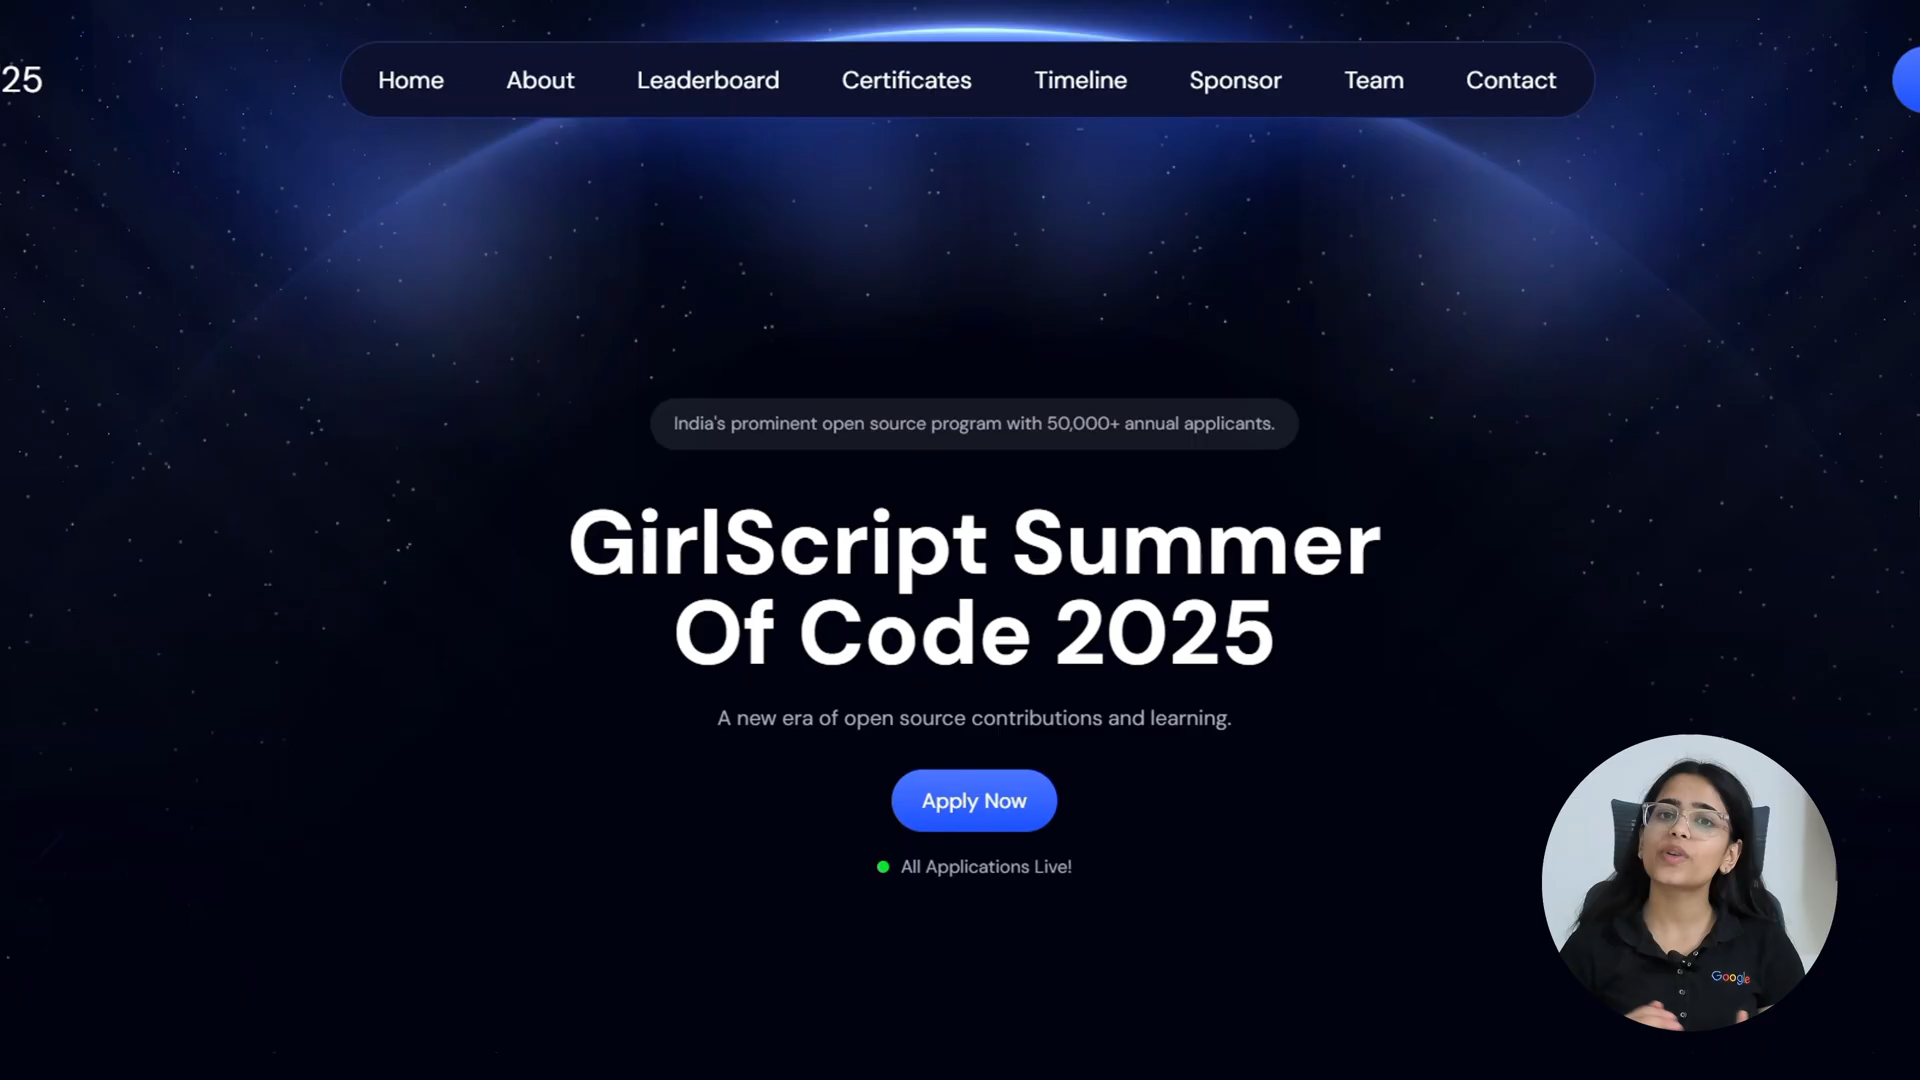 25
Home About Leaderboard Certificates Timeline Sponsor Team Contact
India's prominent open source program with 50,000+ annual applicants.
GirlScript Summer
Of Code 2025
A new era of open source contributions and learning.
Apply Now
All Applications Live!
Google